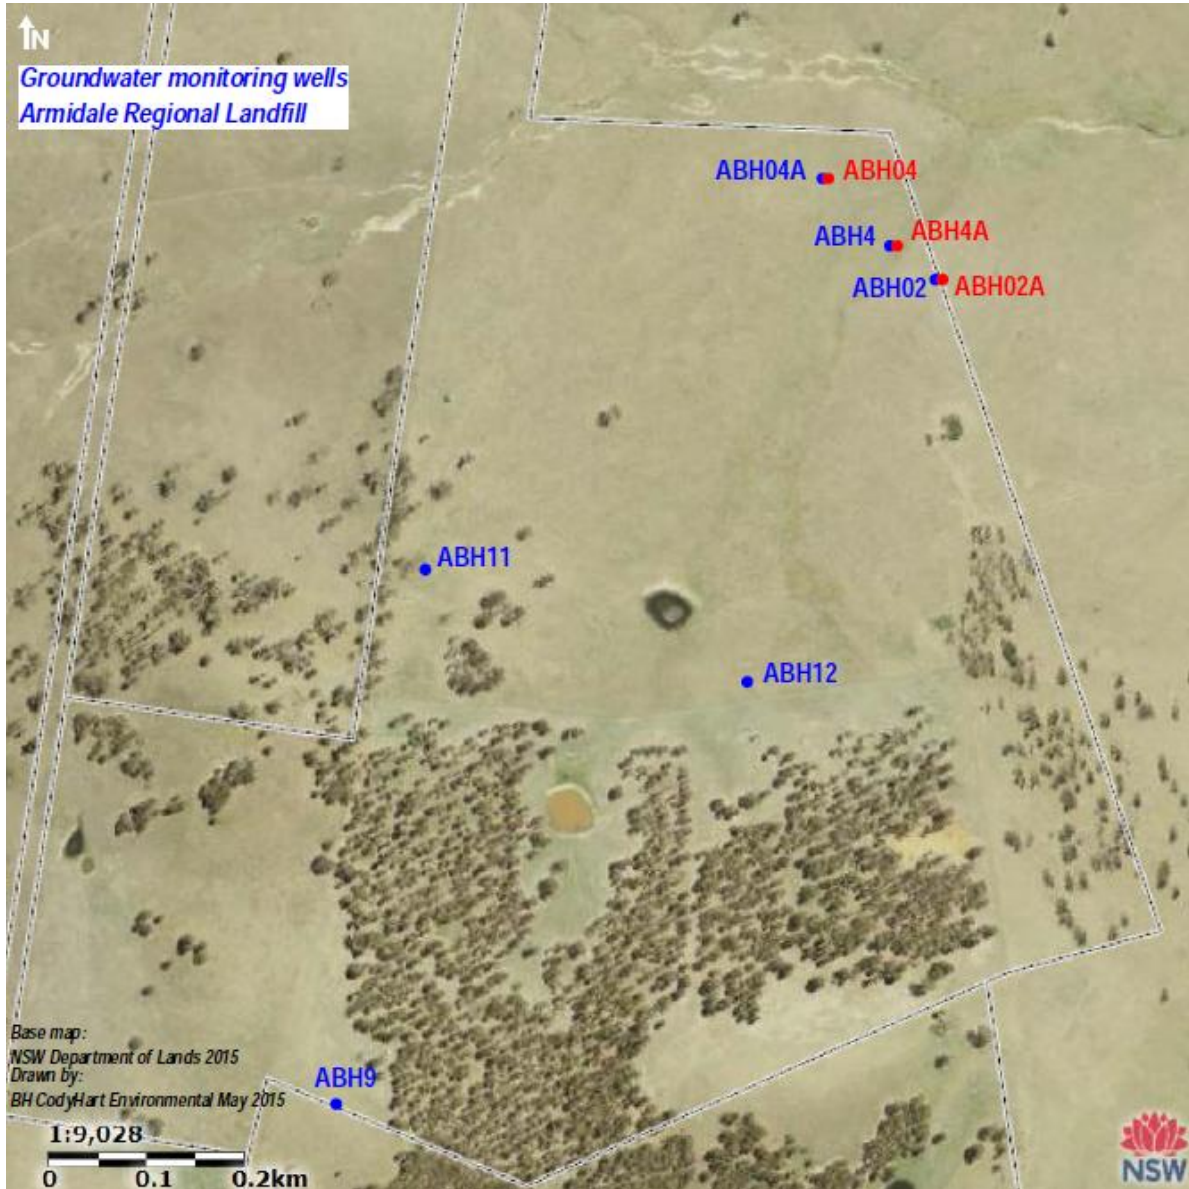 N
Groundwater monitoring wells
Armidale Regional Landfill
ABH04A ABH04
ABH4 ABH4A
ABH02 ABH02A
ABH11
ABH12
ABH9
Base map:
NSW Department of Lands 2015
Drawn by:
BH CodyHart Environmental May 2015
1:9,028
0 0.1 0.2km
NSW